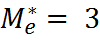 $M_e^* = 3$